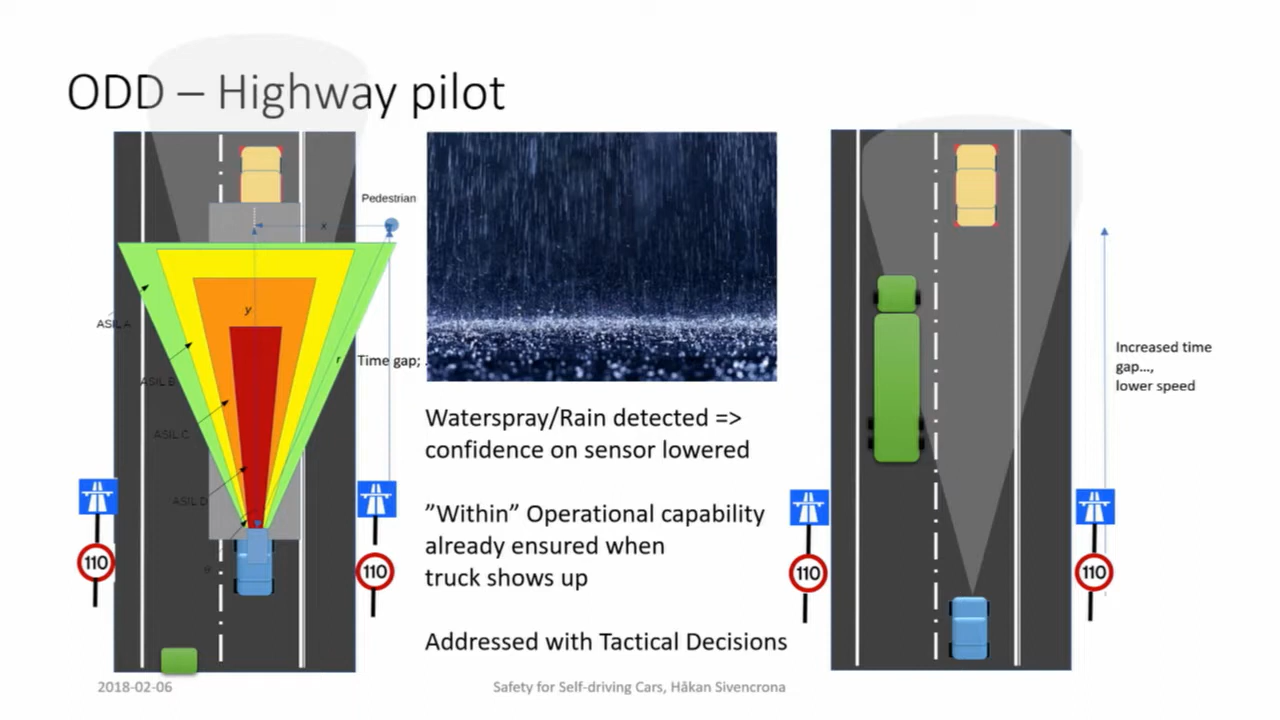 ODD – Highway pilot
Pedestrian
x
y
ASIL A
ASIL B
ASIL C
ASIL D
r
Time gap;
110
110
Waterspray/Rain detected =>
confidence on sensor lowered
”Within” Operational capability
already ensured when
truck shows up
Addressed with Tactical Decisions
110
110
Increased time
gap…,
lower speed
2018-02-06
Safety for Self-driving Cars, Håkan Sivencrona